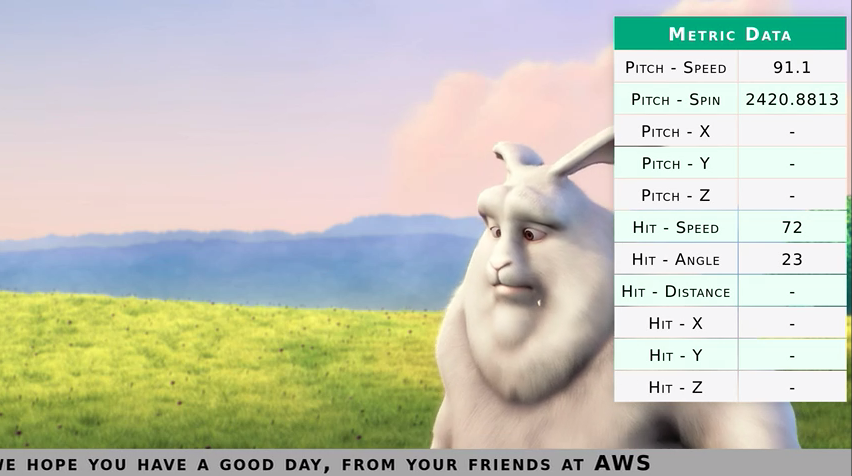 Metric Data
Pitch - Speed 91.1
Pitch - Spin 2420.8813
Pitch - X -
Pitch - Y -
Pitch - Z -
Hit - Speed 72
Hit - Angle 23
Hit - Distance -
Hit - X -
Hit - Y -
Hit - Z -
HOPE YOU HAVE A GOOD DAY, FROM YOUR FRIENDS AT AWS